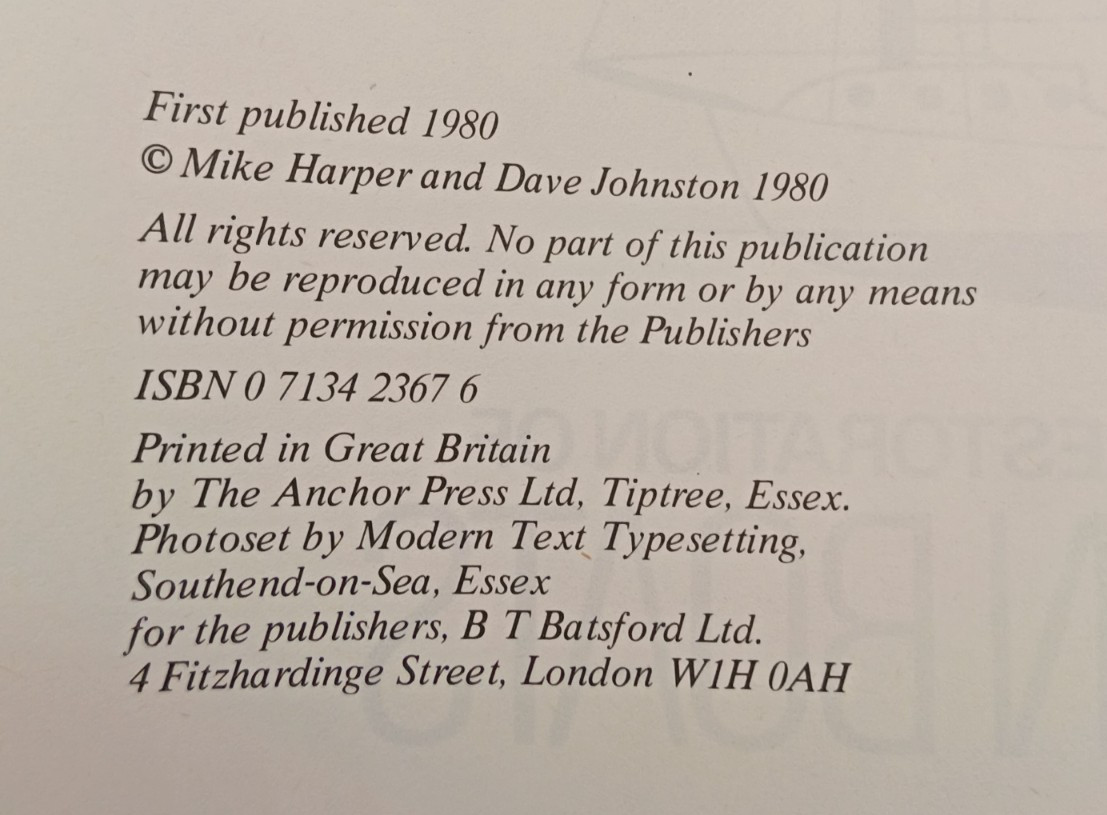 First published 1980
© Mike Harper and Dave Johnston 1980
All rights reserved. No part of this publication
may be reproduced in any form or by any means
without permission from the Publishers
ISBN 0 7134 2367 6
Printed in Great Britain
by The Anchor Press Ltd, Tiptree, Essex.
Photoset by Modern Text Typesetting,
Southend-on-Sea, Essex
for the publishers, B T Batsford Ltd.
4 Fitzhardinge Street, London W1H 0AH